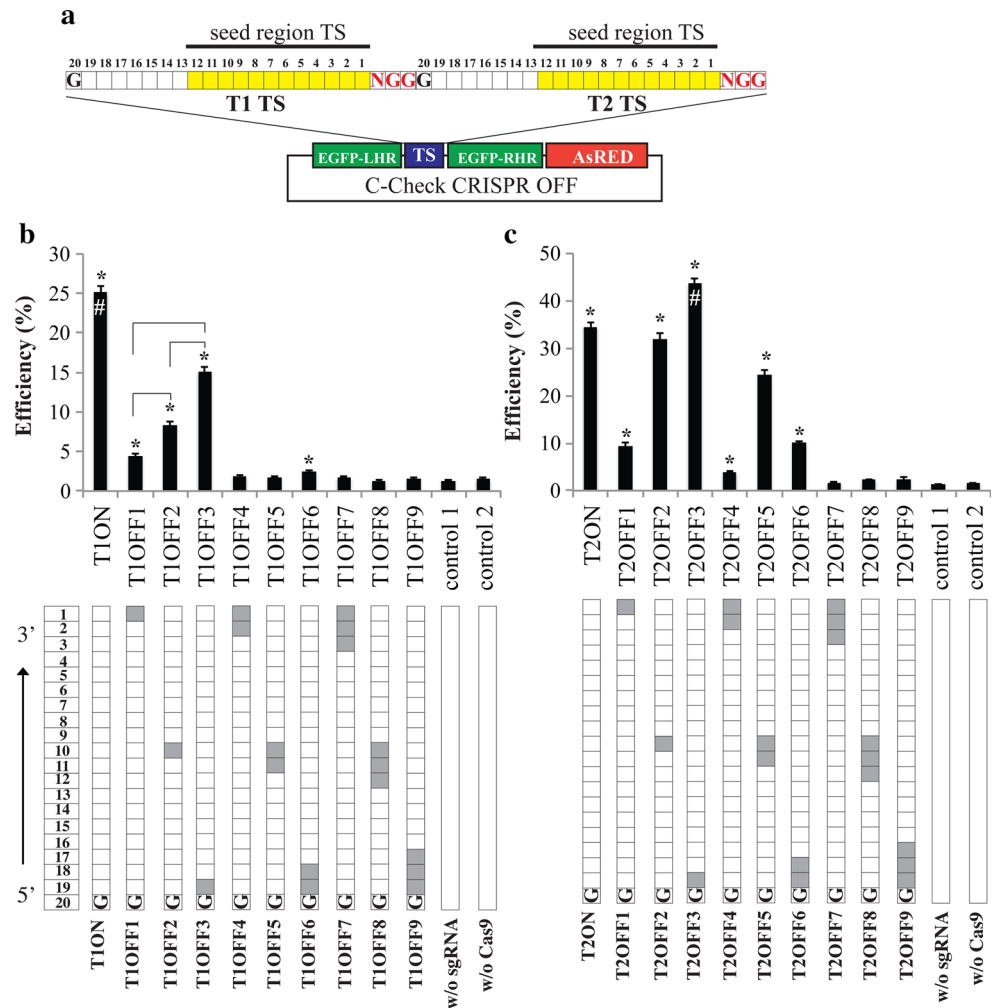 a
seed region TS seed region TS
20 19 18 17 16 15 14 13 12 11 10 9 8 7 6 5 4 3 2 1 20 19 18 17 16 15 14 13 12 11 10 9 8 7 6 5 4 3 2 1
G NGG G NGG
T1 TS T2 TS
EGFP-LHR TS EGFP-RHR AsRED
C-Check CRISPR OFF
b
Efficiency (%)
30
25
20
15
10
5
0
* # * * * *
T1ON T1OFF1 T1OFF2 T1OFF3 T1OFF4 T1OFF5 T1OFF6 T1OFF7 T1OFF8 T1OFF9 control 1 control 2
3'
5'
1
2
3
4
5
6
7
8
9
10
11
12
13
14
15
16
17
18
19
20 G G G G G G G G G G
T1ON T1OFF1 T1OFF2 T1OFF3 T1OFF4 T1OFF5 T1OFF6 T1OFF7 T1OFF8 T1OFF9 w/o sgRNA w/o Cas9
c
Efficiency (%)
50
40
30
20
10
0
* * * * # * * *
T2ON T2OFF1 T2OFF2 T2OFF3 T2OFF4 T2OFF5 T2OFF6 T2OFF7 T2OFF8 T2OFF9 control 1 control 2
G G G G G G G G G G
T2ON T2OFF1 T2OFF2 T2OFF3 T2OFF4 T2OFF5 T2OFF6 T2OFF7 T2OFF8 T2OFF9 w/o sgRNA w/o Cas9